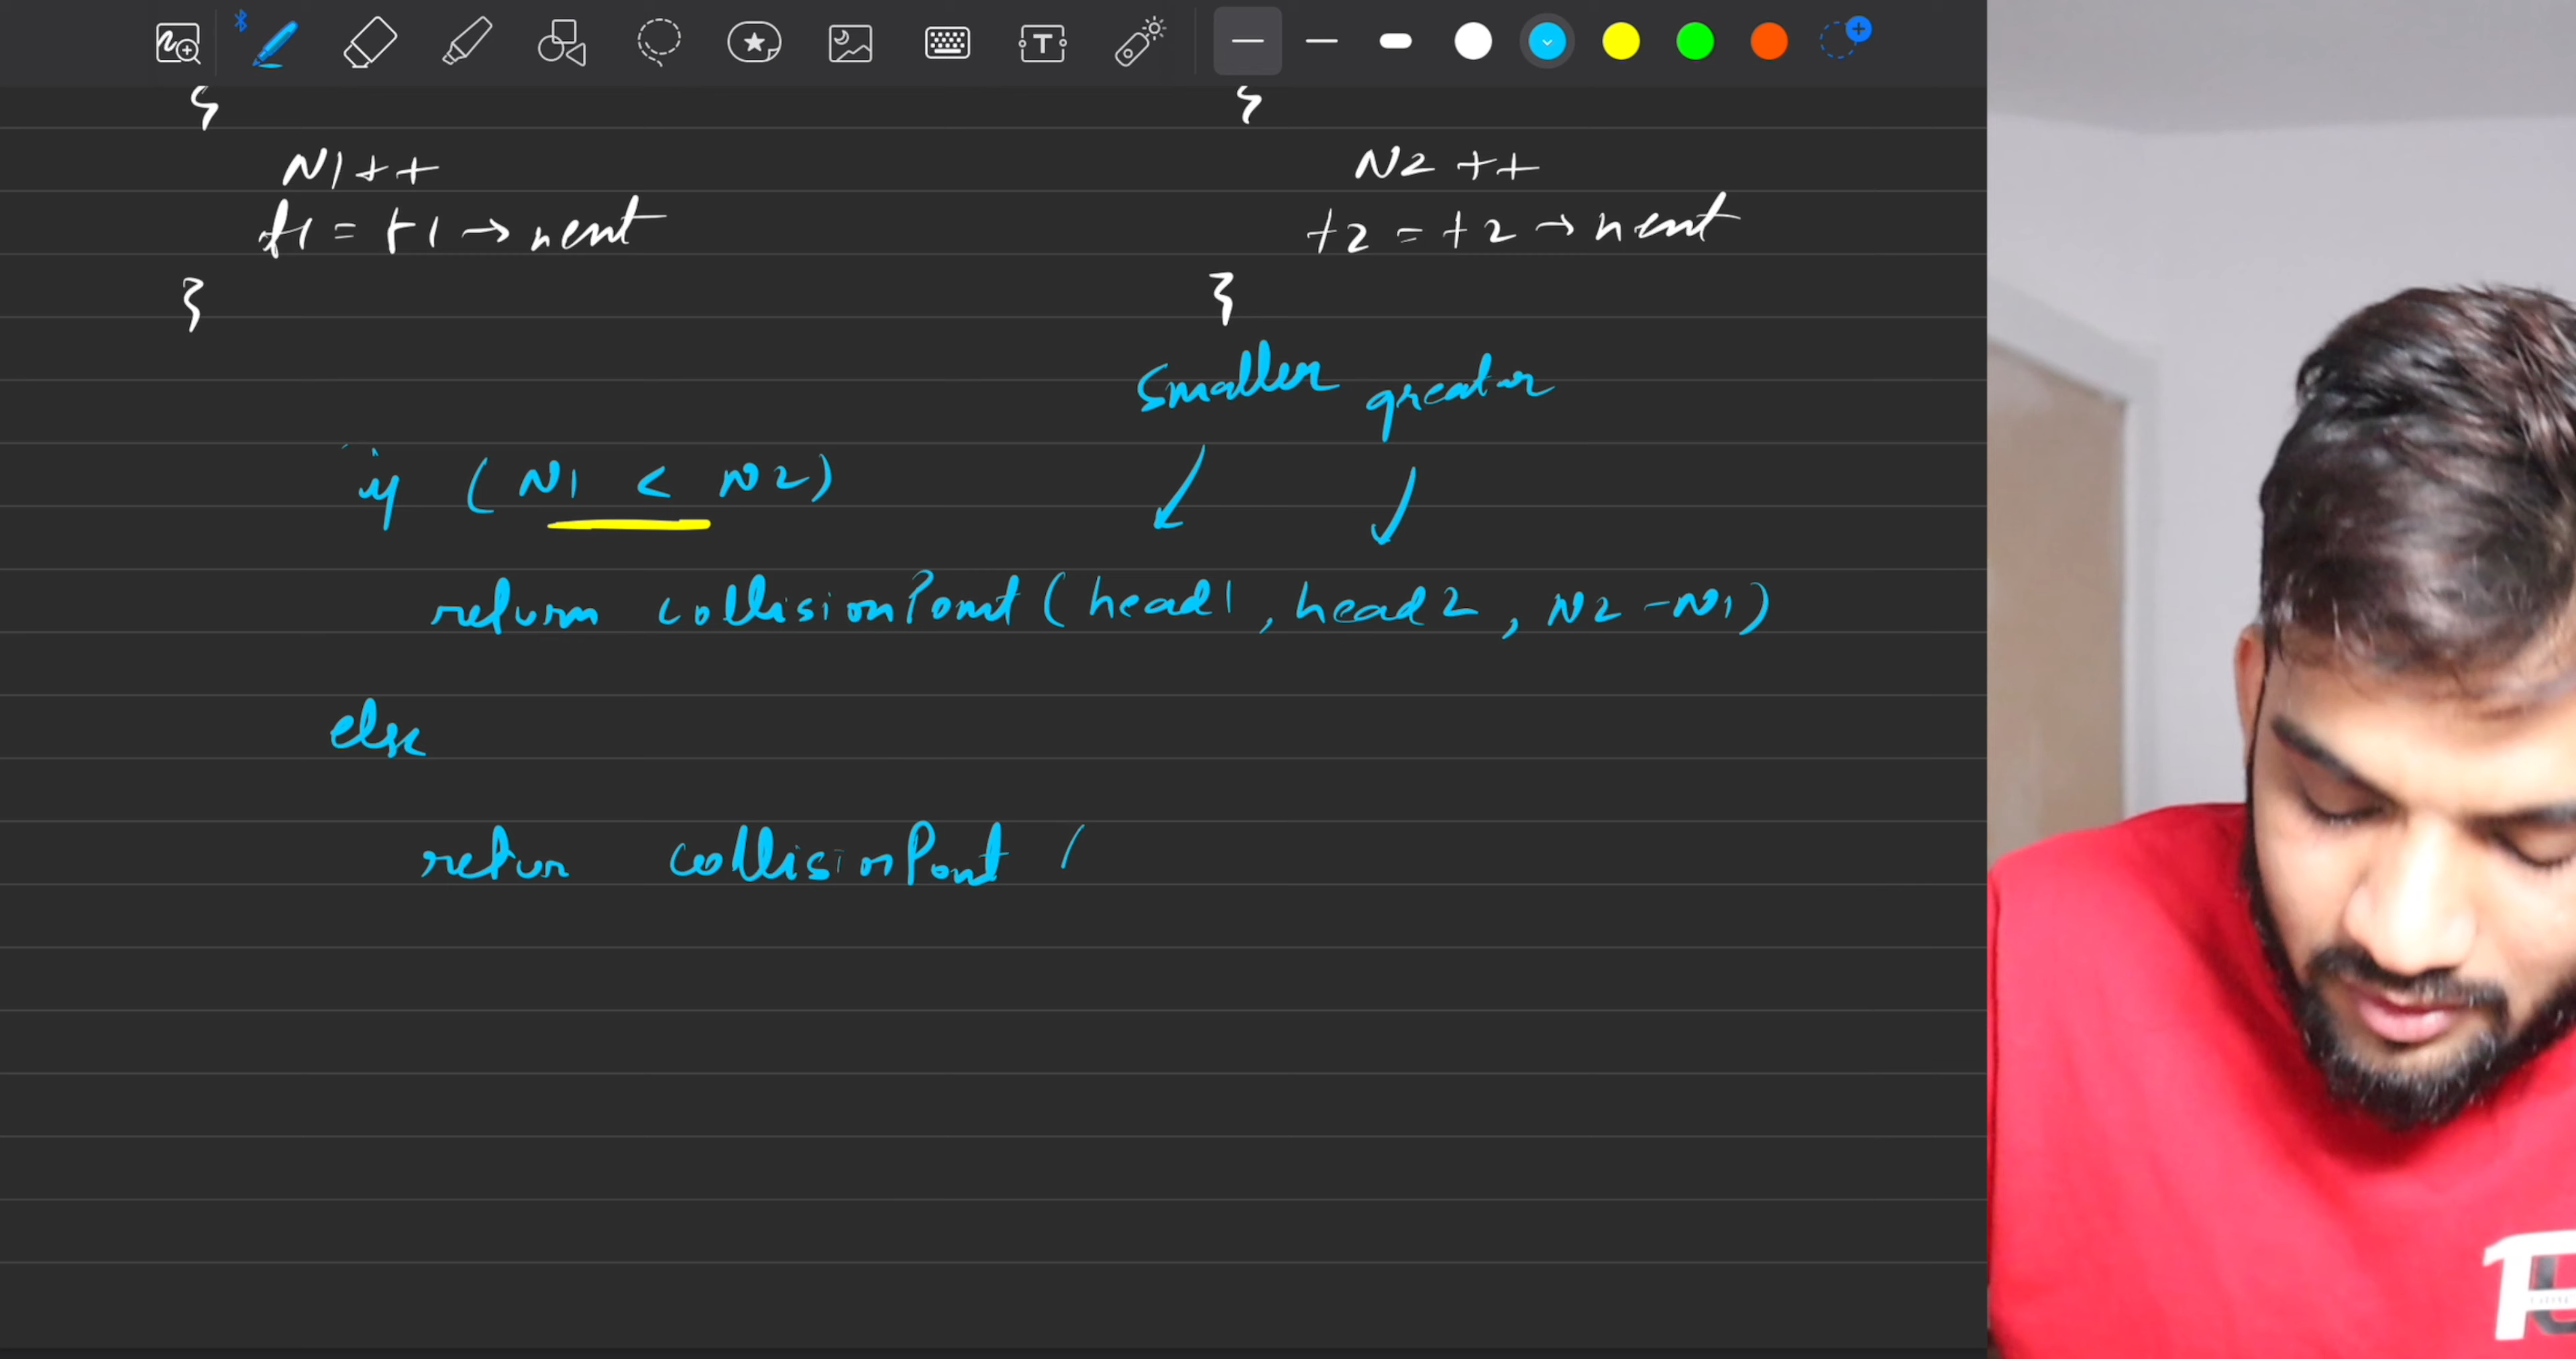 { {
N1++ N2++
t1 = t1 → next t2 = t2 → next
} }
Smaller greater
if ( N1 < N2 )
return collisionPoint ( head1 , head2 , N2 - N1 )
else
retur collisionPoint (